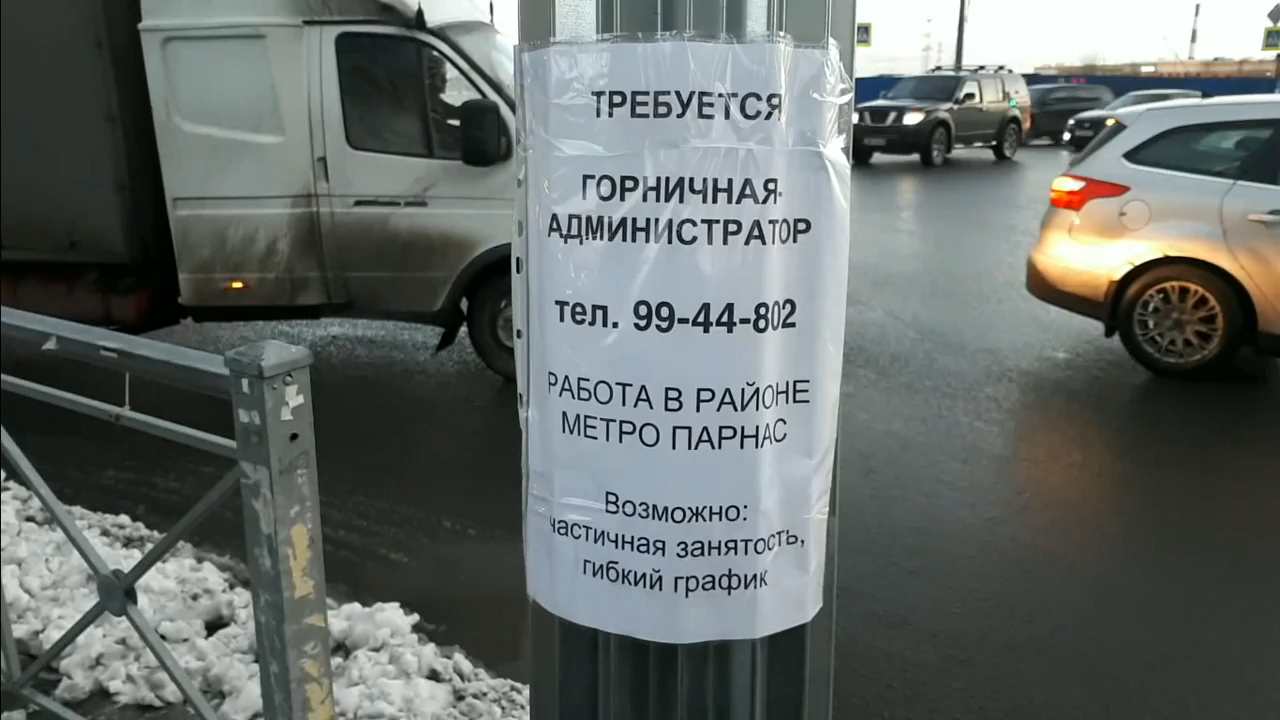 ТРЕБУЕТСЯ
ГОРНИЧНАЯ-
АДМИНИСТРАТОР
тел. 99-44-802
РАБОТА В РАЙОНЕ
МЕТРО ПАРНАС
Возможно:
частичная занятость,
гибкий график